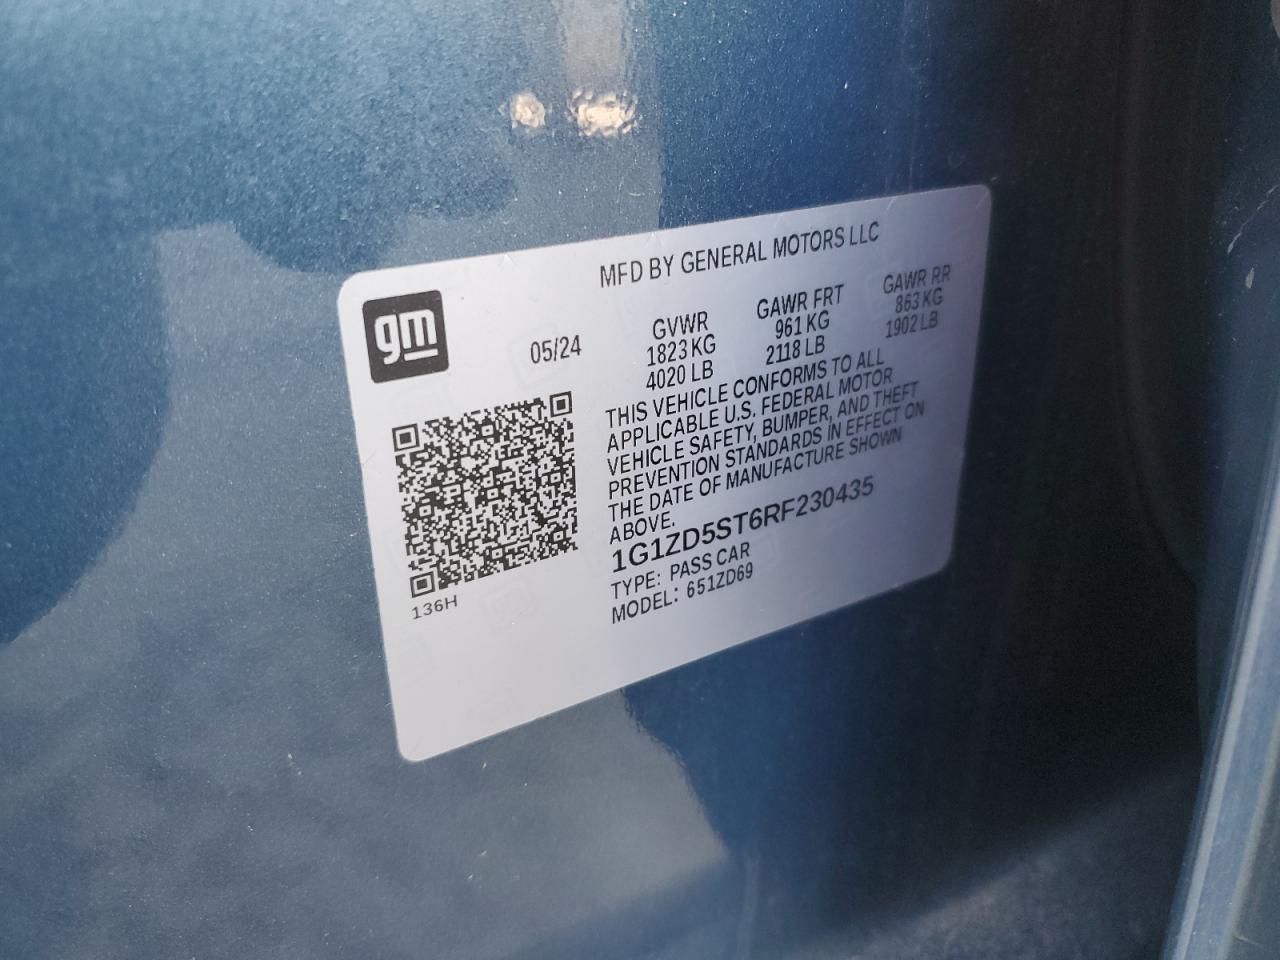 MFD BY GENERAL MOTORS LLC
gm
05/24
GVWR GAWR FRT GAWR RR
1823 KG 961 KG 863 KG
4020 LB 2118 LB 1902 LB
THIS VEHICLE CONFORMS TO ALL
APPLICABLE U.S. FEDERAL MOTOR
VEHICLE SAFETY, BUMPER, AND THEFT
PREVENTION STANDARDS IN EFFECT ON
THE DATE OF MANUFACTURE SHOWN
ABOVE.
1G1ZD5ST6RF230435
TYPE: PASS CAR
MODEL: 651ZD69
136H